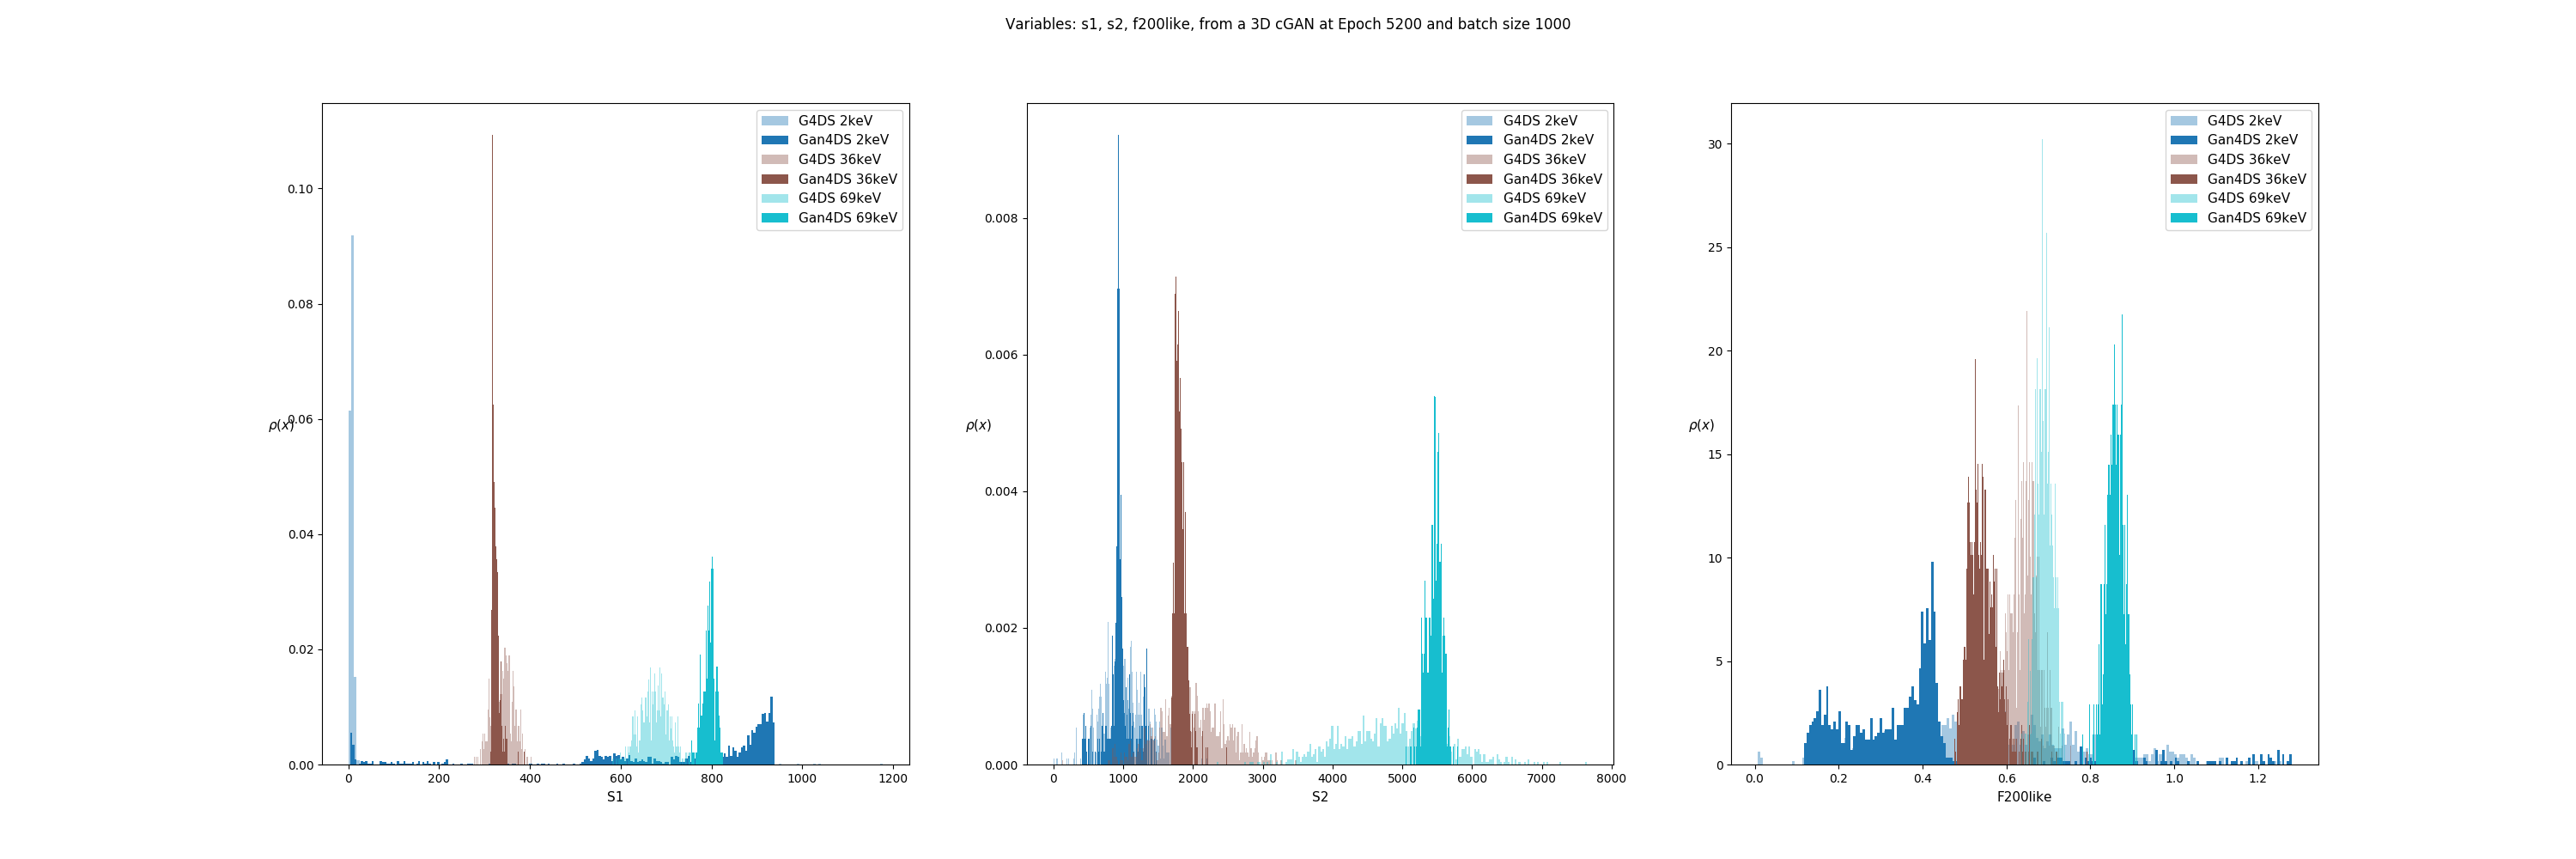 Variables: s1, s2, f200like, from a 3D cGAN at Epoch 5200 and batch size 1000
G4DS 2keV
Gan4DS 2keV
G4DS 36keV
Gan4DS 36keV
G4DS 69keV
Gan4DS 69keV
0.10
0.08
0.06
0.04
0.02
0.00
ρ(x)
0 200 400 600 800 1000 1200
S1
G4DS 2keV
Gan4DS 2keV
G4DS 36keV
Gan4DS 36keV
G4DS 69keV
Gan4DS 69keV
0.008
0.006
0.004
0.002
0.000
ρ(x)
0 1000 2000 3000 4000 5000 6000 7000 8000
S2
G4DS 2keV
Gan4DS 2keV
G4DS 36keV
Gan4DS 36keV
G4DS 69keV
Gan4DS 69keV
30
25
20
15
10
5
0
ρ(x)
0.0 0.2 0.4 0.6 0.8 1.0 1.2
F200like